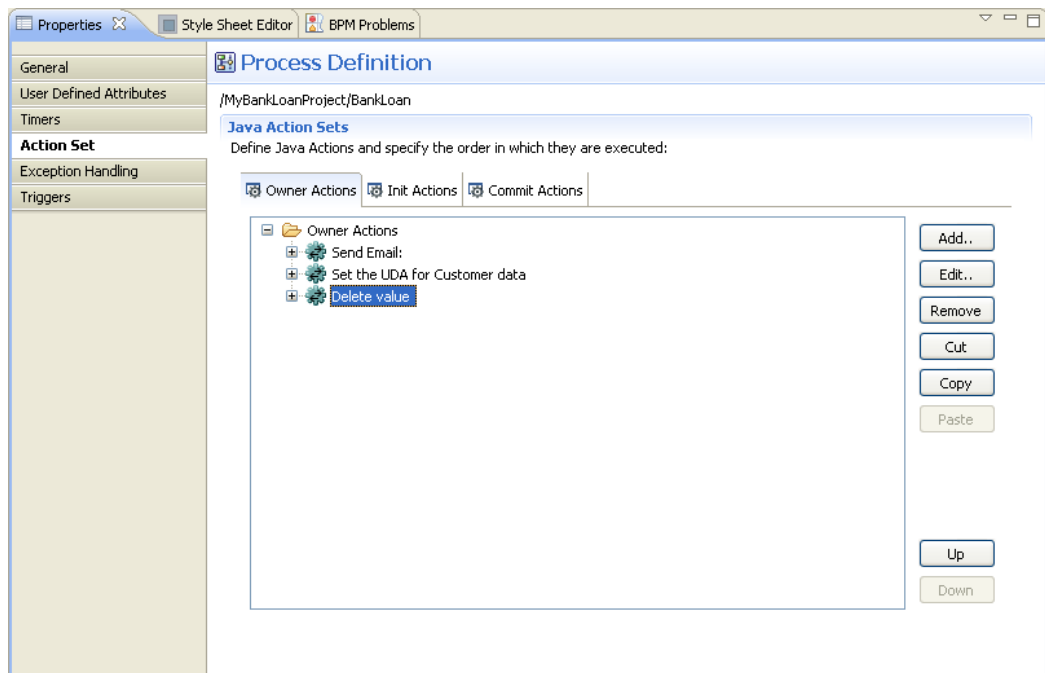 Properties Style Sheet Editor BPM Problems
General
User Defined Attributes
Timers
Action Set
Exception Handling
Triggers
Process Definition
/MyBankLoanProject/BankLoan
Java Action Sets
Define Java Actions and specify the order in which they are executed:
Owner Actions Init Actions Commit Actions
Owner Actions
Send Email:
Set the UDA for Customer data
Delete value
Add..
Edit..
Remove
Cut
Copy
Paste
Up
Down